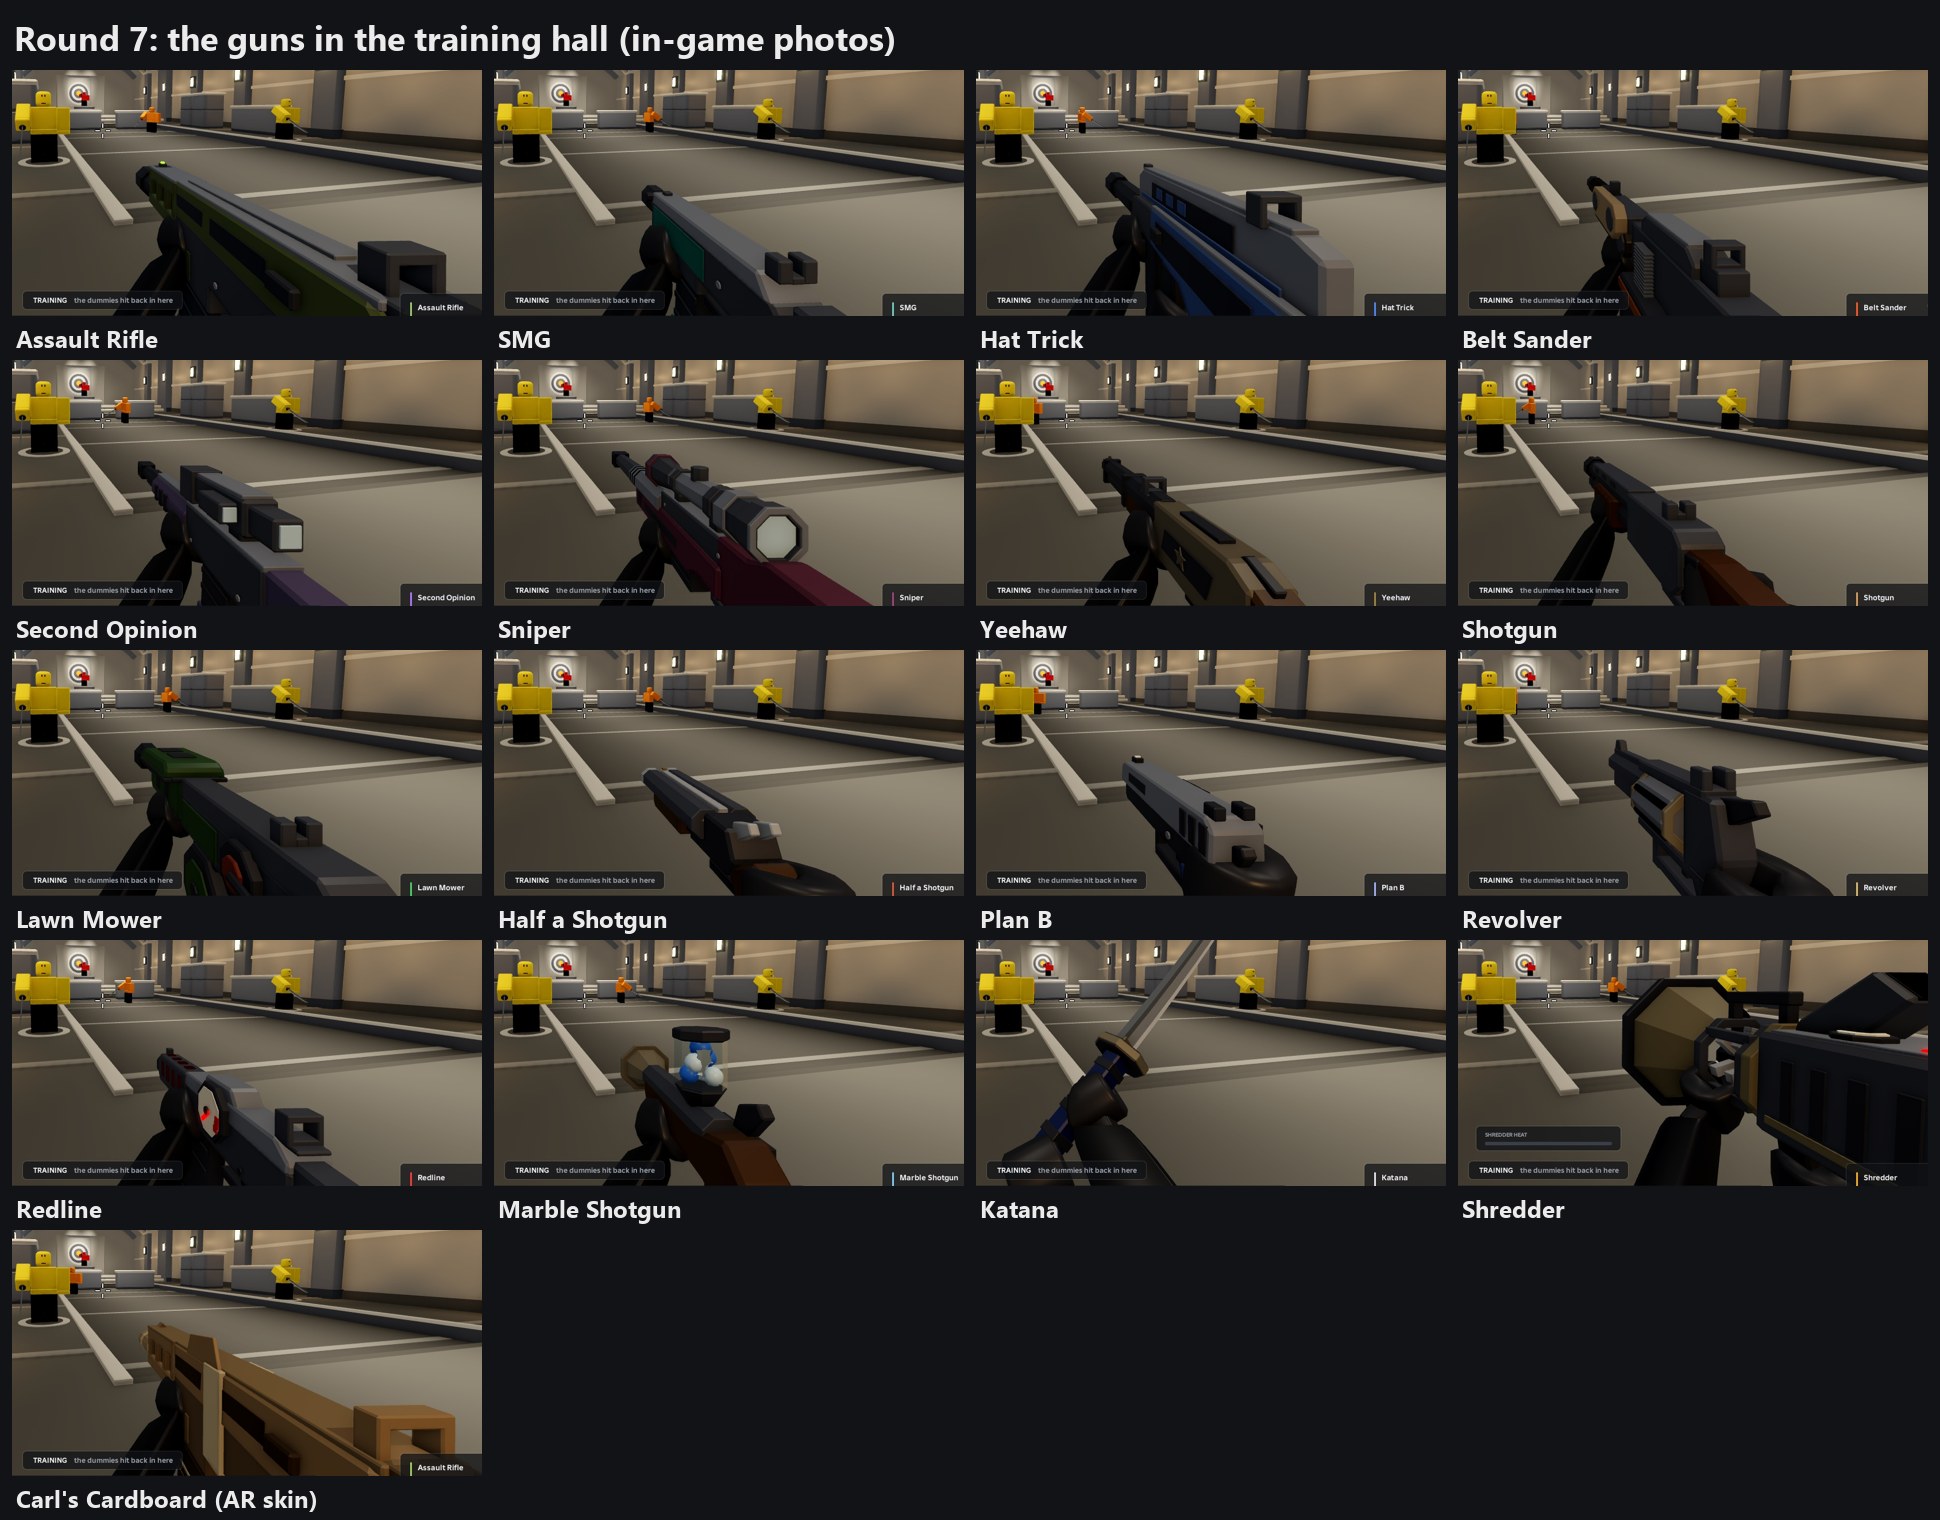 Round 7: the guns in the training hall (in-game photos)
TRAINING the dummies hit back in here
Assault Rifle
Assault Rifle
TRAINING the dummies hit back in here
SMG
SMG
TRAINING the dummies hit back in here
Hat Trick
Hat Trick
TRAINING the dummies hit back in here
Belt Sander
Belt Sander
TRAINING the dummies hit back in here
Second Opinion
Second Opinion
TRAINING the dummies hit back in here
Sniper
Sniper
TRAINING the dummies hit back in here
Yeehaw
Yeehaw
TRAINING the dummies hit back in here
Shotgun
Shotgun
TRAINING the dummies hit back in here
Lawn Mower
Lawn Mower
TRAINING the dummies hit back in here
Half a Shotgun
Half a Shotgun
TRAINING the dummies hit back in here
Plan B
Plan B
TRAINING the dummies hit back in here
Revolver
Revolver
TRAINING the dummies hit back in here
Redline
Redline
TRAINING the dummies hit back in here
Marble Shotgun
Marble Shotgun
TRAINING the dummies hit back in here
Katana
Katana
SHREDDER HEAT
TRAINING the dummies hit back in here
Shredder
Shredder
TRAINING the dummies hit back in here
Assault Rifle
Carl's Cardboard (AR skin)